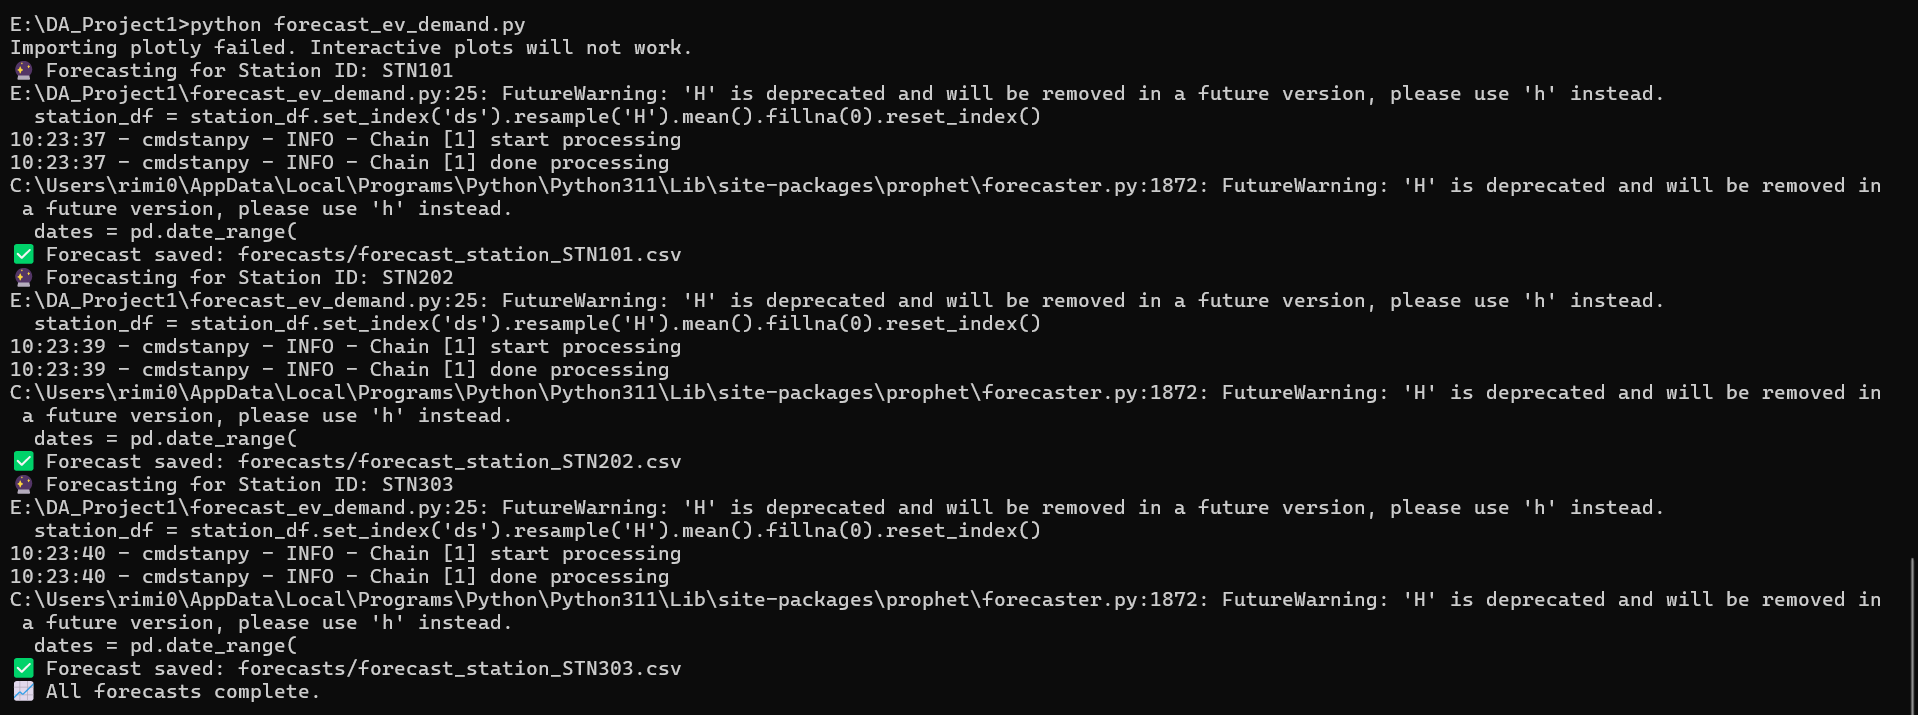 E:\DA_Project1>python forecast_ev_demand.py
Importing plotly failed. Interactive plots will not work.
🔮 Forecasting for Station ID: STN101
E:\DA_Project1\forecast_ev_demand.py:25: FutureWarning: 'H' is deprecated and will be removed in a future version, please use 'h' instead.
  station_df = station_df.set_index('ds').resample('H').mean().fillna(0).reset_index()
10:23:37 - cmdstanpy - INFO - Chain [1] start processing
10:23:37 - cmdstanpy - INFO - Chain [1] done processing
C:\Users\rimi0\AppData\Local\Programs\Python\Python311\Lib\site-packages\prophet\forecaster.py:1872: FutureWarning: 'H' is deprecated and will be removed in
 a future version, please use 'h' instead.
  dates = pd.date_range(
✅ Forecast saved: forecasts/forecast_station_STN101.csv
🔮 Forecasting for Station ID: STN202
E:\DA_Project1\forecast_ev_demand.py:25: FutureWarning: 'H' is deprecated and will be removed in a future version, please use 'h' instead.
  station_df = station_df.set_index('ds').resample('H').mean().fillna(0).reset_index()
10:23:39 - cmdstanpy - INFO - Chain [1] start processing
10:23:39 - cmdstanpy - INFO - Chain [1] done processing
C:\Users\rimi0\AppData\Local\Programs\Python\Python311\Lib\site-packages\prophet\forecaster.py:1872: FutureWarning: 'H' is deprecated and will be removed in
 a future version, please use 'h' instead.
  dates = pd.date_range(
✅ Forecast saved: forecasts/forecast_station_STN202.csv
🔮 Forecasting for Station ID: STN303
E:\DA_Project1\forecast_ev_demand.py:25: FutureWarning: 'H' is deprecated and will be removed in a future version, please use 'h' instead.
  station_df = station_df.set_index('ds').resample('H').mean().fillna(0).reset_index()
10:23:40 - cmdstanpy - INFO - Chain [1] start processing
10:23:40 - cmdstanpy - INFO - Chain [1] done processing
C:\Users\rimi0\AppData\Local\Programs\Python\Python311\Lib\site-packages\prophet\forecaster.py:1872: FutureWarning: 'H' is deprecated and will be removed in
 a future version, please use 'h' instead.
  dates = pd.date_range(
✅ Forecast saved: forecasts/forecast_station_STN303.csv
📈 All forecasts complete.